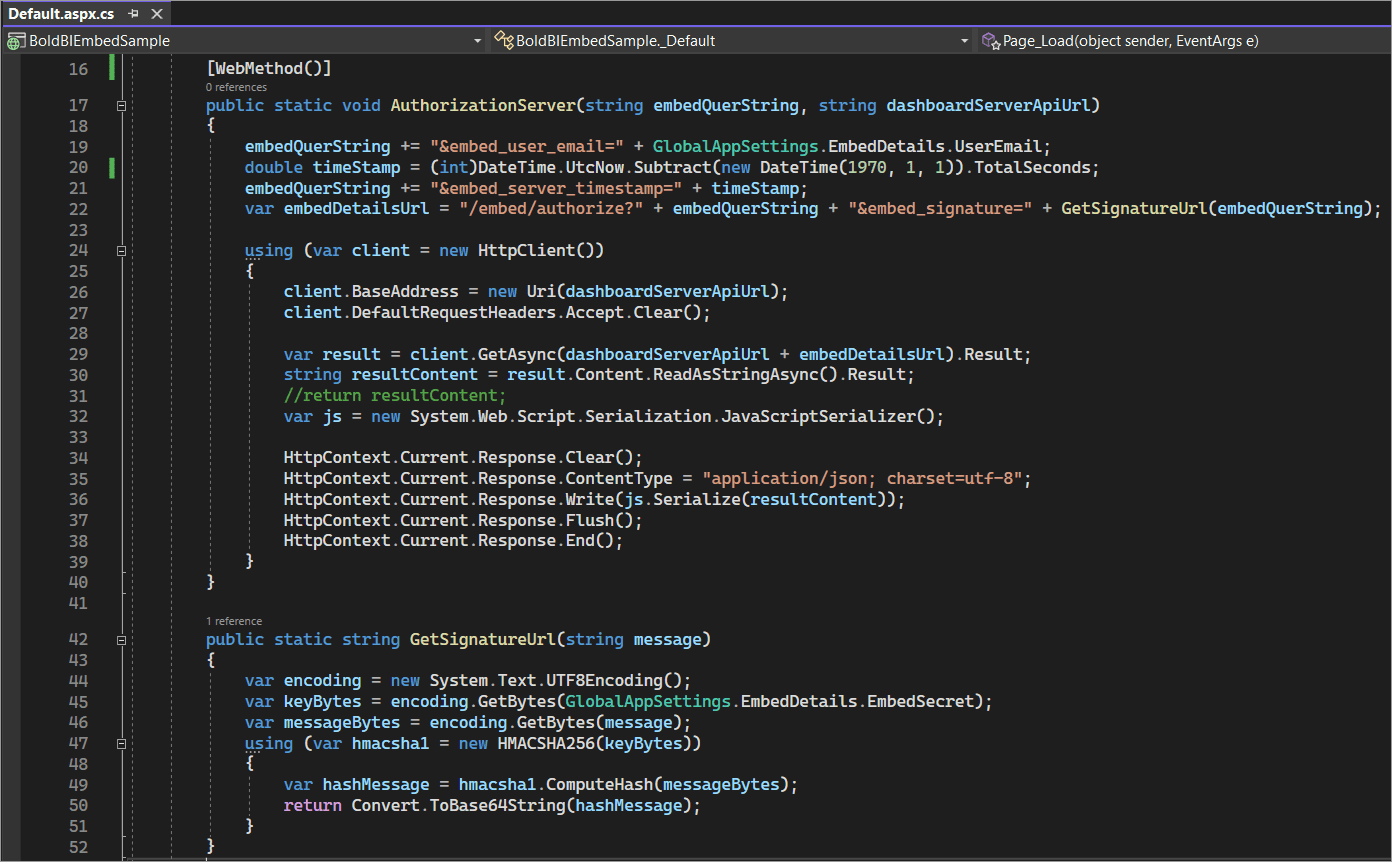 Default.aspx.cs
BoldBIEmbedSample BoldBIEmbedSample._Default Page_Load(object sender, EventArgs e)
16 [WebMethod()]
0 references
17 public static void AuthorizationServer(string embedQuerString, string dashboardServerApiUrl)
18 {
19 embedQuerString += "&embed_user_email=" + GlobalAppSettings.EmbedDetails.UserEmail;
20 double timeStamp = (int)DateTime.UtcNow.Subtract(new DateTime(1970, 1, 1)).TotalSeconds;
21 embedQuerString += "&embed_server_timestamp=" + timeStamp;
22 var embedDetailsUrl = "/embed/authorize?" + embedQuerString + "&embed_signature=" + GetSignatureUrl(embedQuerString);
23
24 using (var client = new HttpClient())
25 {
26 client.BaseAddress = new Uri(dashboardServerApiUrl);
27 client.DefaultRequestHeaders.Accept.Clear();
28
29 var result = client.GetAsync(dashboardServerApiUrl + embedDetailsUrl).Result;
30 string resultContent = result.Content.ReadAsStringAsync().Result;
31 //return resultContent;
32 var js = new System.Web.Script.Serialization.JavaScriptSerializer();
33
34 HttpContext.Current.Response.Clear();
35 HttpContext.Current.Response.ContentType = "application/json; charset=utf-8";
36 HttpContext.Current.Response.Write(js.Serialize(resultContent));
37 HttpContext.Current.Response.Flush();
38 HttpContext.Current.Response.End();
39 }
40 }
41
1 reference
42 public static string GetSignatureUrl(string message)
43 {
44 var encoding = new System.Text.UTF8Encoding();
45 var keyBytes = encoding.GetBytes(GlobalAppSettings.EmbedDetails.EmbedSecret);
46 var messageBytes = encoding.GetBytes(message);
47 using (var hmacsha1 = new HMACSHA256(keyBytes))
48 {
49 var hashMessage = hmacsha1.ComputeHash(messageBytes);
50 return Convert.ToBase64String(hashMessage);
51 }
52 }